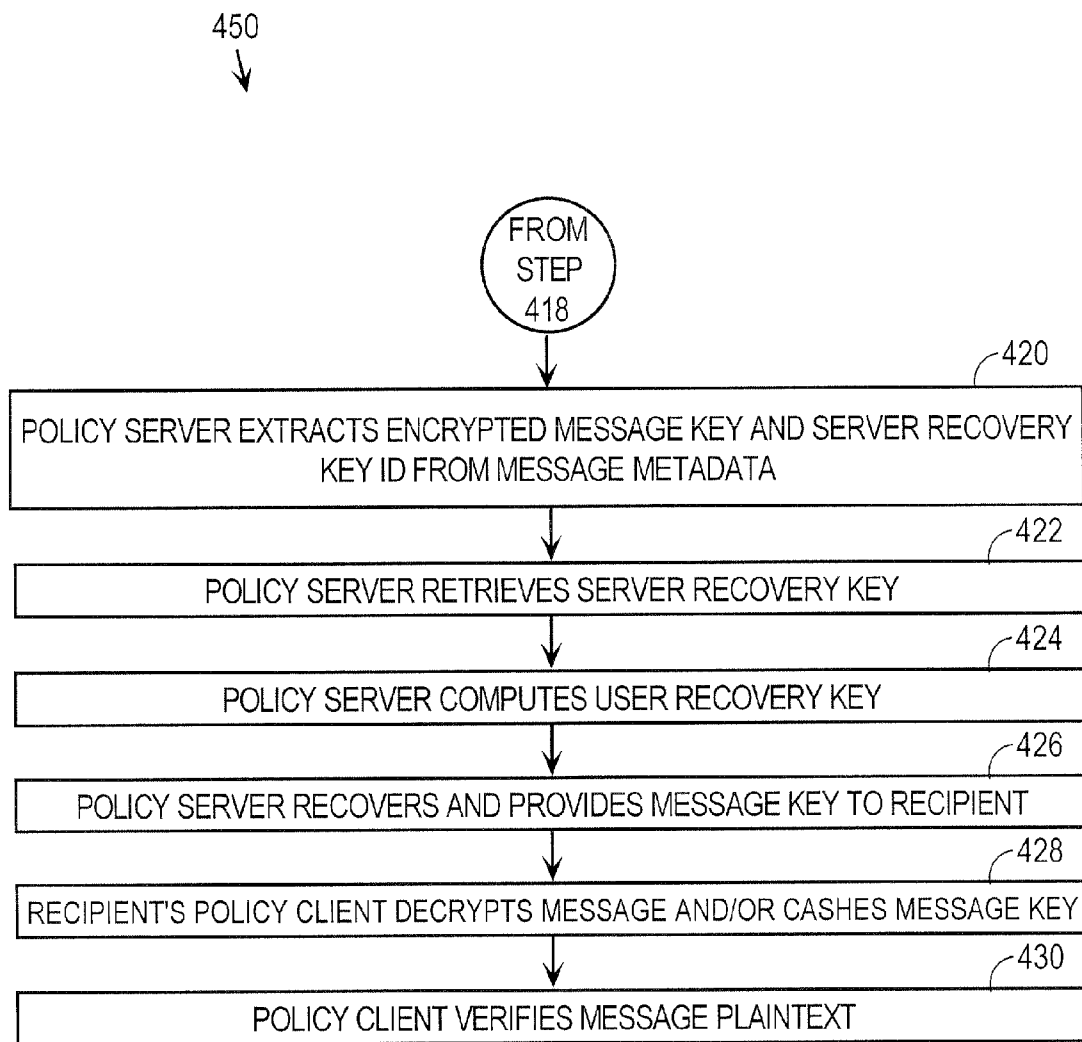 450
FROM
STEP
418
420
POLICY SERVER EXTRACTS ENCRYPTED MESSAGE KEY AND SERVER RECOVERY
KEY ID FROM MESSAGE METADATA
422
POLICY SERVER RETRIEVES SERVER RECOVERY KEY
424
POLICY SERVER COMPUTES USER RECOVERY KEY
426
POLICY SERVER RECOVERS AND PROVIDES MESSAGE KEY TO RECIPIENT
428
RECIPIENT'S POLICY CLIENT DECRYPTS MESSAGE AND/OR CASHES MESSAGE KEY
430
POLICY CLIENT VERIFIES MESSAGE PLAINTEXT